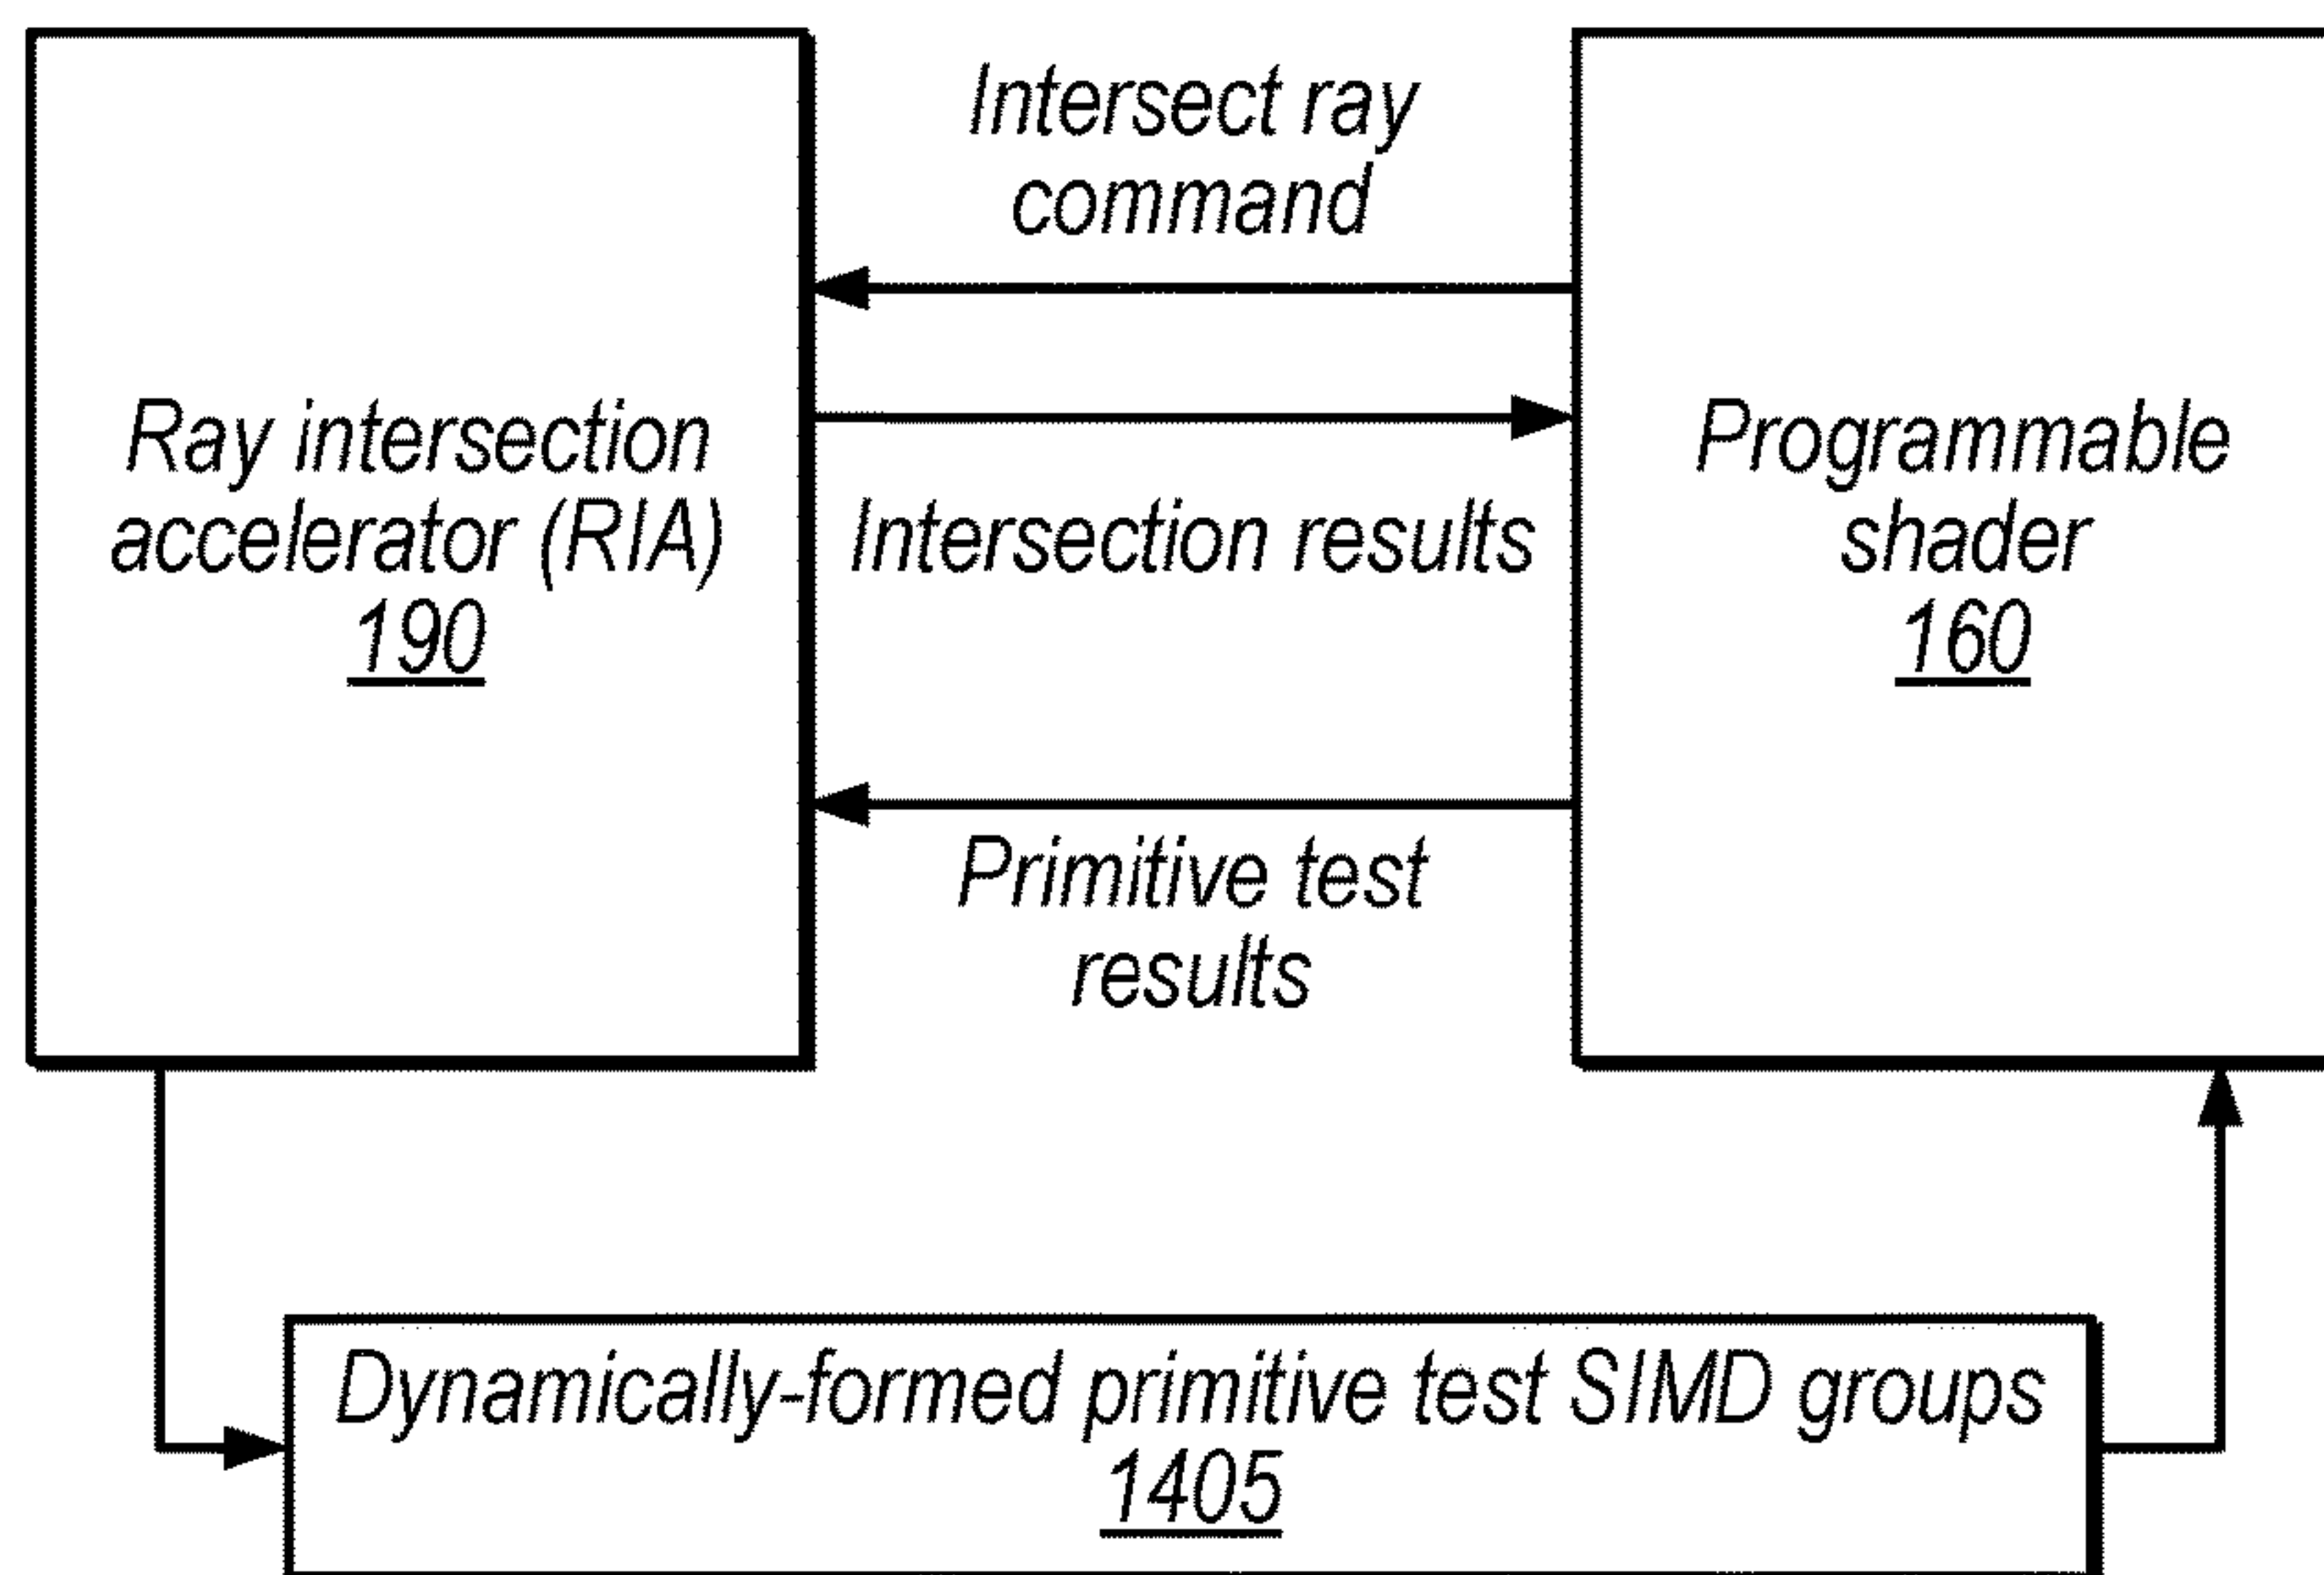 Intersect ray
command
Ray intersection
accelerator (RIA)
190
Intersection results
Programmable
shader
160
Primitive test
results
Dynamically-formed primitive test SIMD groups
1405